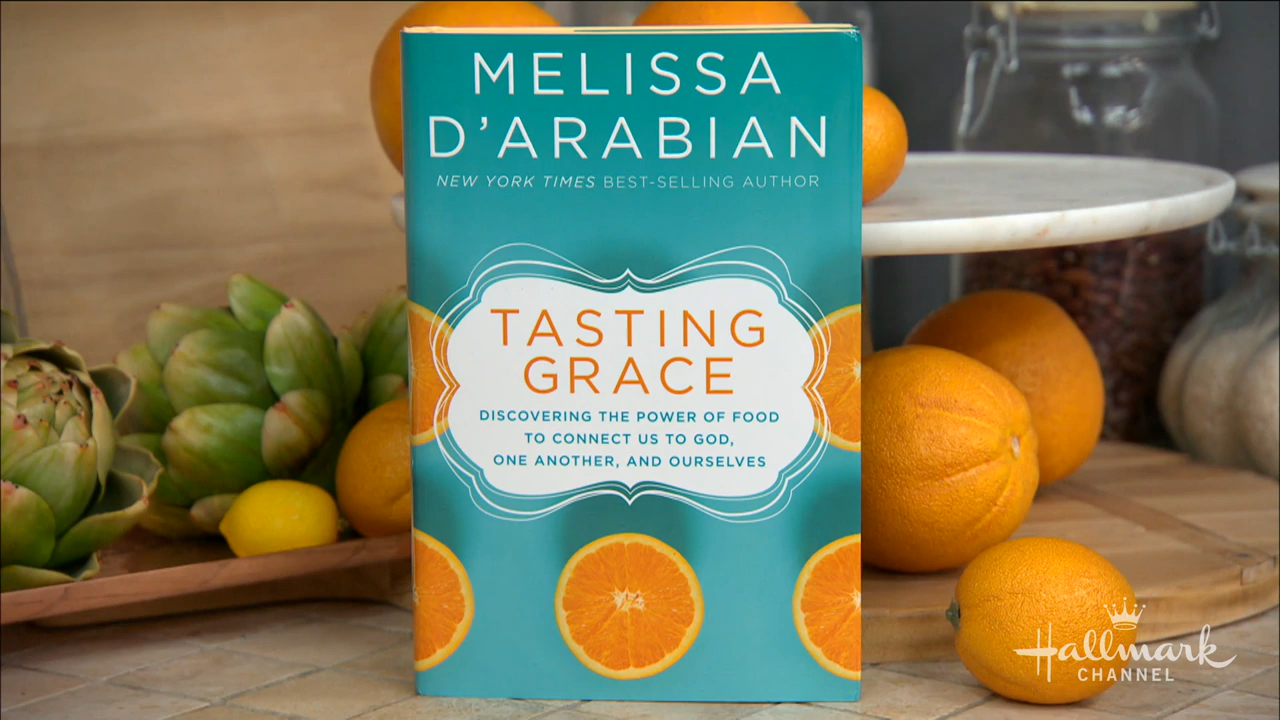 MELISSA
D'ARABIAN
NEW YORK TIMES BEST-SELLING AUTHOR
TASTING
GRACE
DISCOVERING THE POWER OF FOOD
TO CONNECT US TO GOD,
ONE ANOTHER, AND OURSELVES
Hallmark
CHANNEL